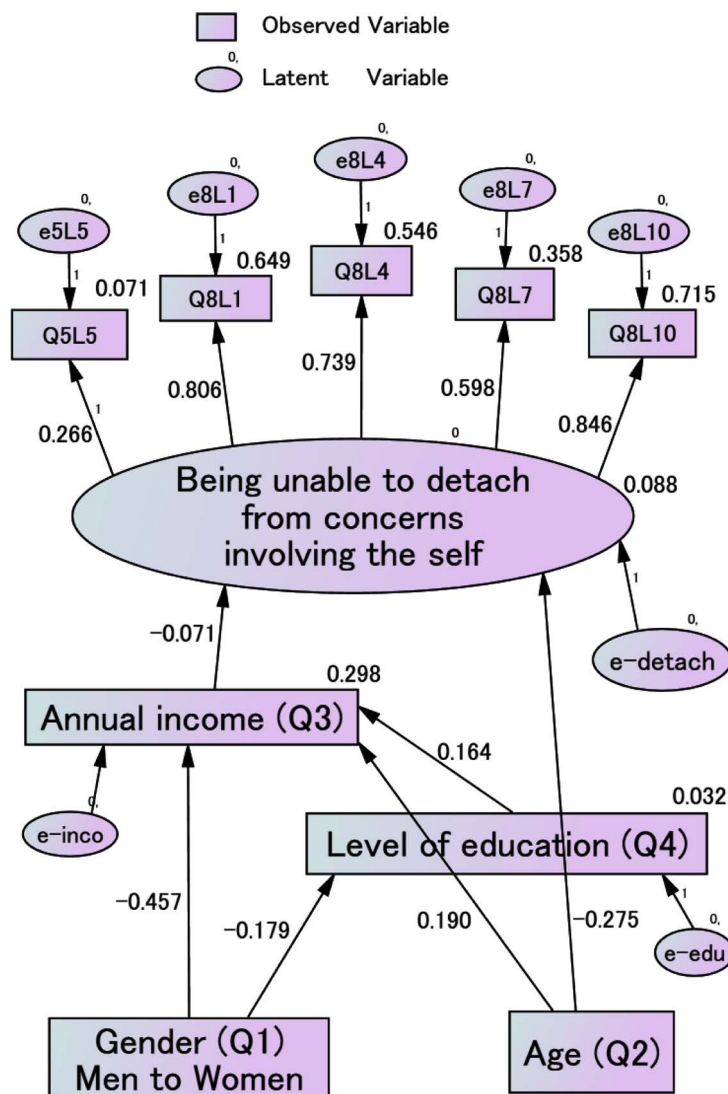 Observed Variable
0,
Latent Variable
0,
e8L4
0,
e8L1
0,
e8L7
0,
e5L5
0,
e8L10
1
1
1
1
1
0.546
0.649
0.358
0.071
0.715
Q8L4
Q8L1
Q8L7
Q5L5
Q8L10
0.739
0.806
0.598
1
0.266
0.846
0
Being unable to detach
from concerns
involving the self
0.088
1
0,
e-detach
-0.071
0.298
Annual income (Q3)
0.164
0,
e-inco
0.032
Level of education (Q4)
-0.457
-0.179
0.190
-0.275
1
0,
e-edu
Gender (Q1)
Men to Women
Age (Q2)